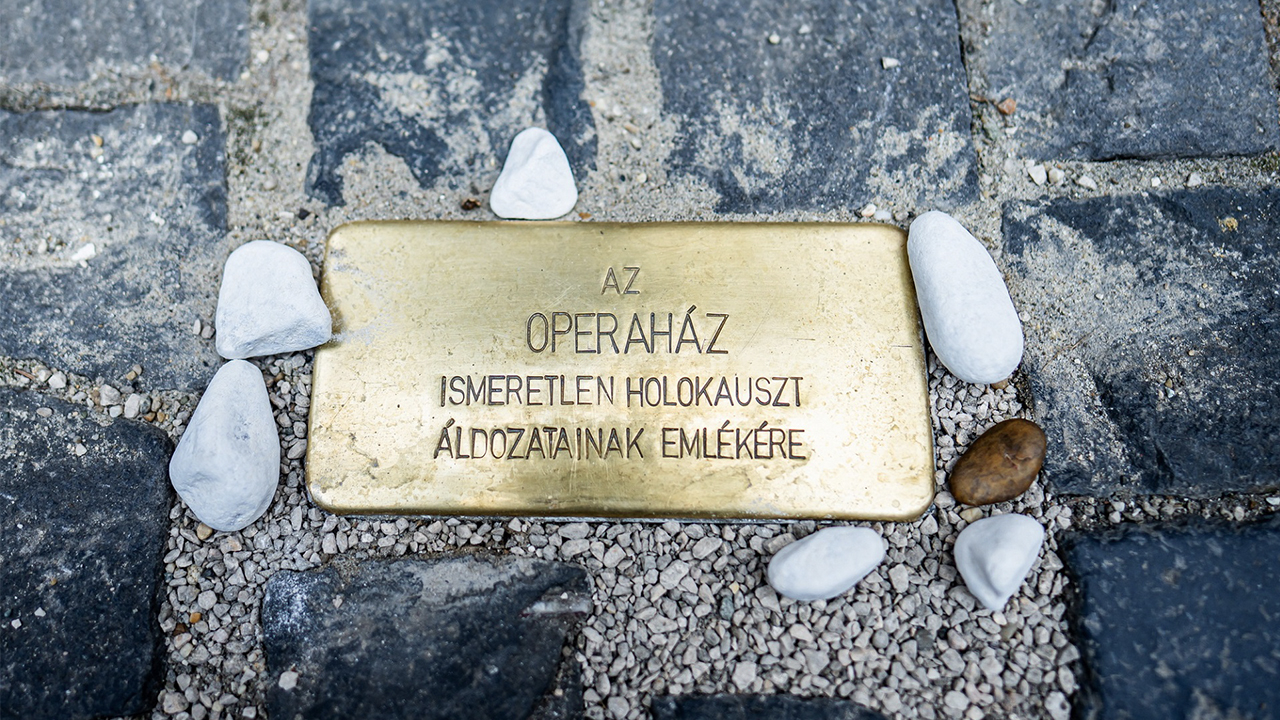 AZ
OPERAHÁZ
ISMERETLEN HOLOKAUSZT
ÁLDOZATAINAK EMLÉKÉRE